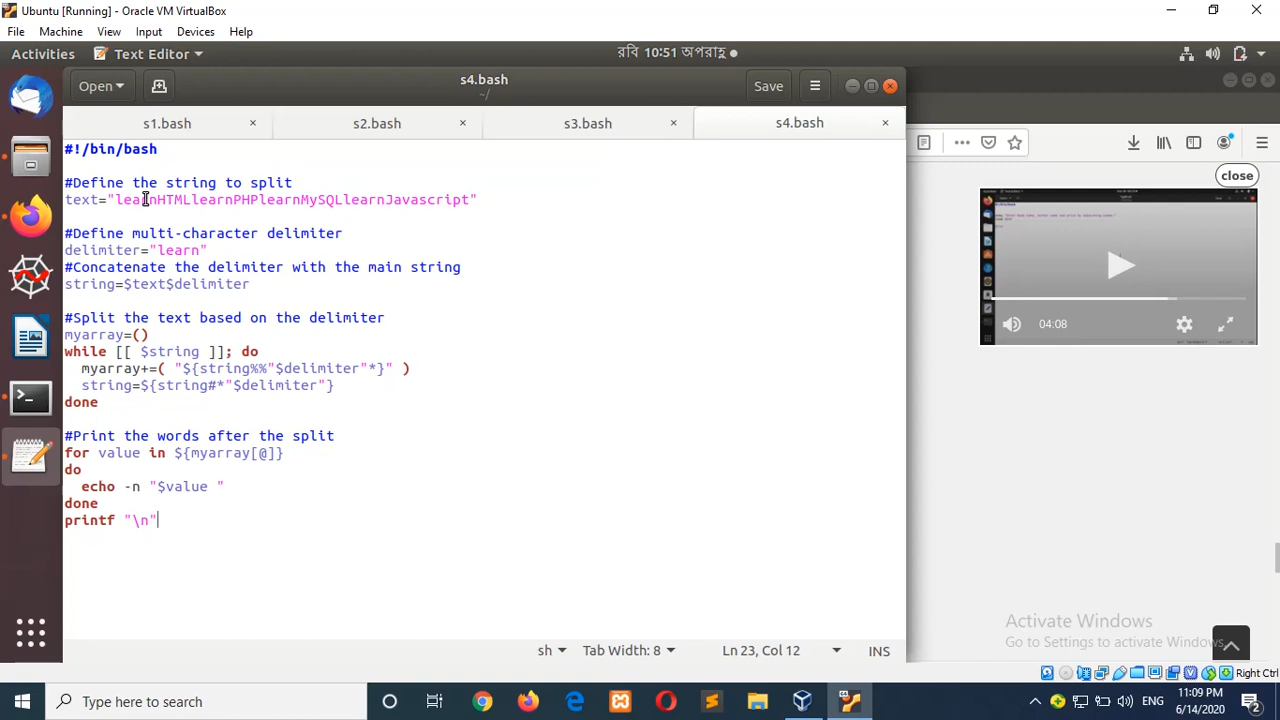 Ubuntu [Running] - Oracle VM VirtualBox
File Machine View Input Devices Help
Activities Text Editor রবি 10:51 অপরাহ্ণ
Open s4.bash Save
~/
s1.bash s2.bash s3.bash s4.bash
#!/bin/bash
#Define the string to split
text="learnHTMLlearnPHPlearnMySQLlearnJavascript"
#Define multi-character delimiter
delimiter="learn"
#Concatenate the delimiter with the main string
string=$text$delimiter
#Split the text based on the delimiter
myarray=()
while [[ $string ]]; do
myarray+=( "${string%%"$delimiter"*}" )
string=${string#*"$delimiter"}
done
#Print the words after the split
for value in ${myarray[@]}
do
echo -n "$value "
done
printf "\n"
sh Tab Width: 8 Ln 23, Col 12 INS
close
04:08
Activate Windows
Go to Settings to activate Windows.
Right Ctrl
Type here to search
ENG
11:09 PM
6/14/2020
2